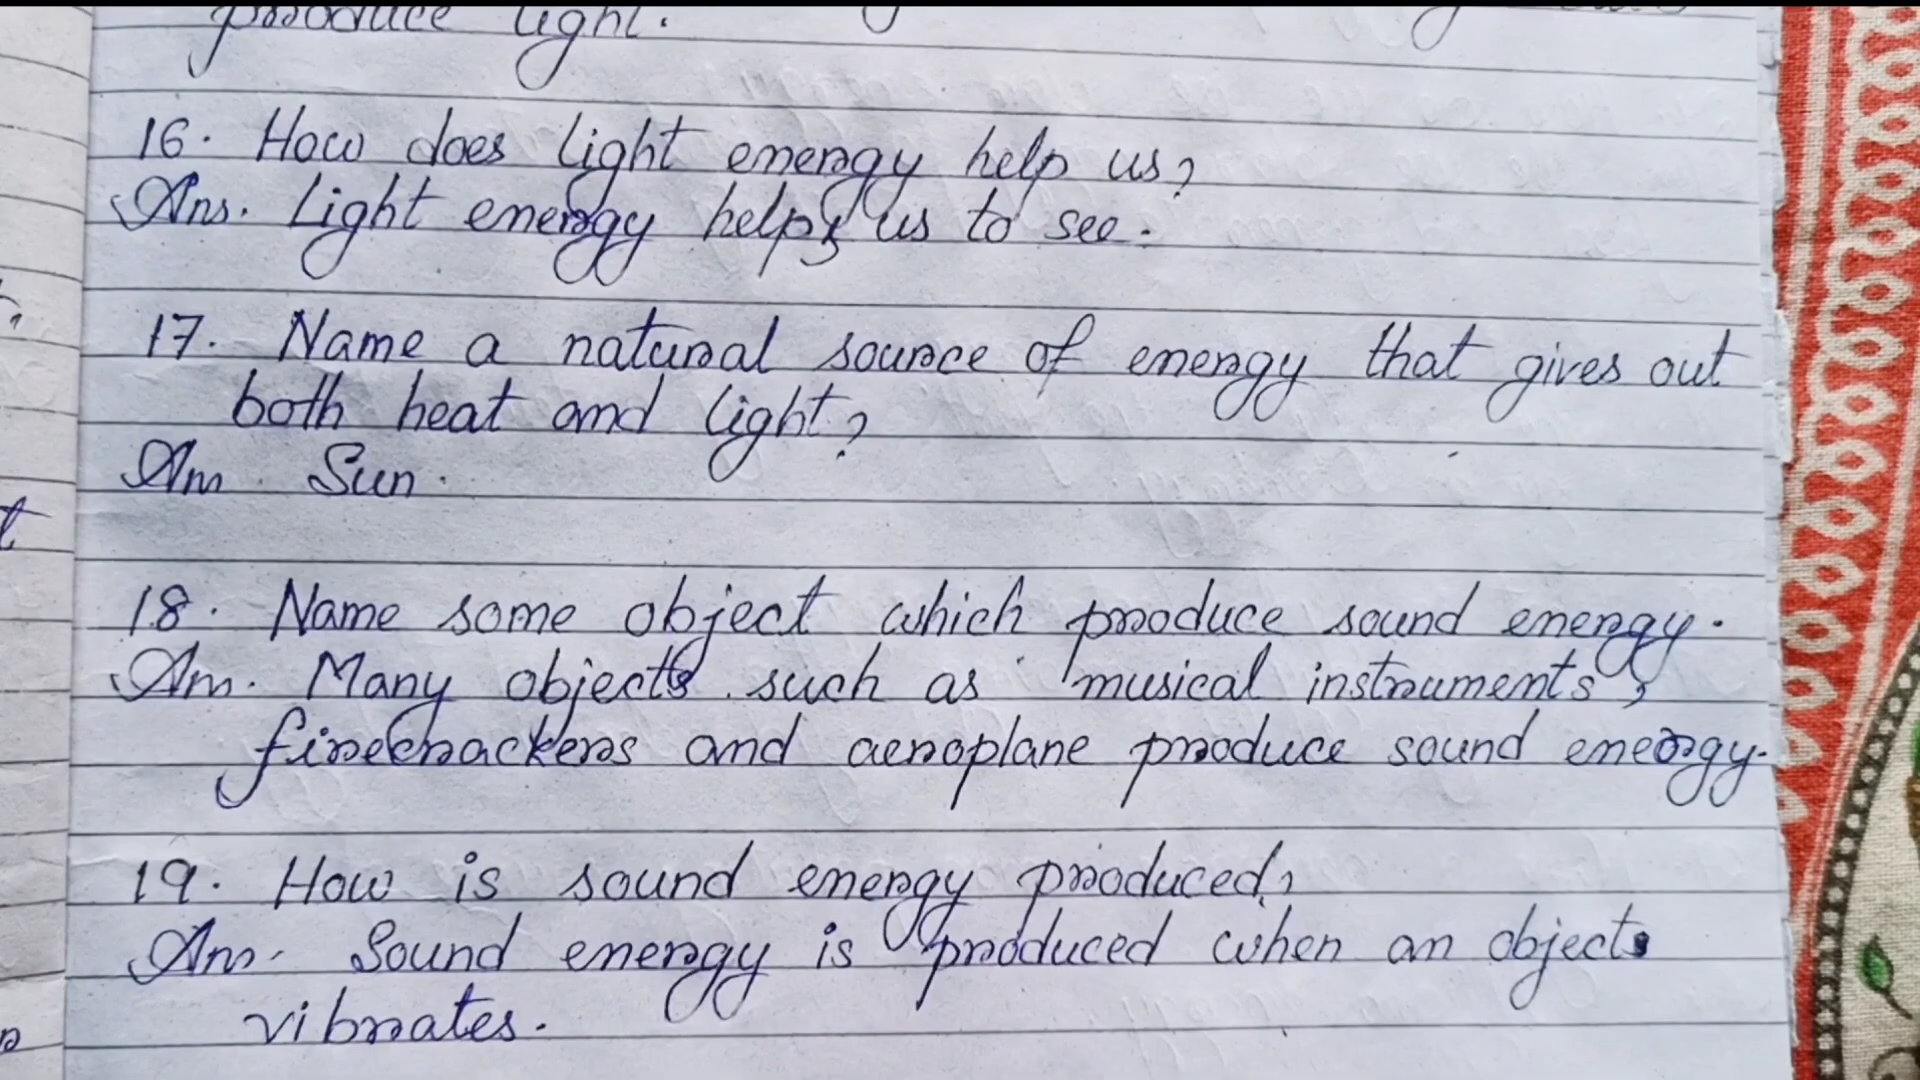 produce light.
16. How does light energy help us?
Ans. Light energy helps us to see.
17. Name a natural source of energy that gives out
both heat and light?
Ans. Sun.
18. Name some object which produce sound energy.
Ans. Many objects such as musical instruments,
firecrackers and aeroplane produce sound energy.
19. How is sound energy produced?
Ans. Sound energy is produced when an object
vibrates.